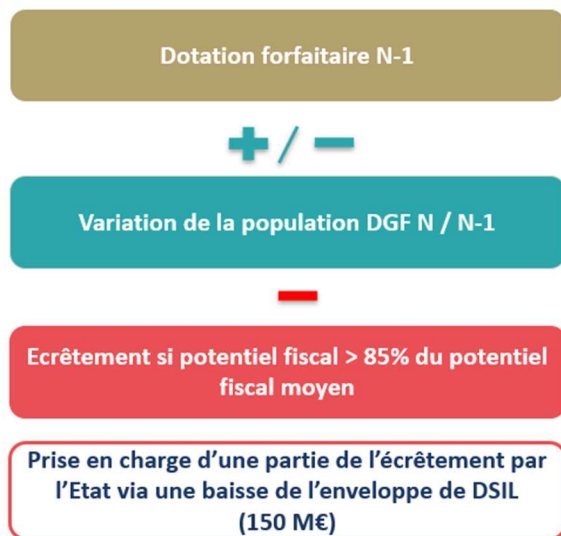 Dotation forfaitaire N-1
+ / −
Variation de la population DGF N / N-1
−
Ecrêtement si potentiel fiscal > 85% du potentiel
fiscal moyen
Prise en charge d’une partie de l’écrêtement par
l’Etat via une baisse de l’enveloppe de DSIL
(150 M€)